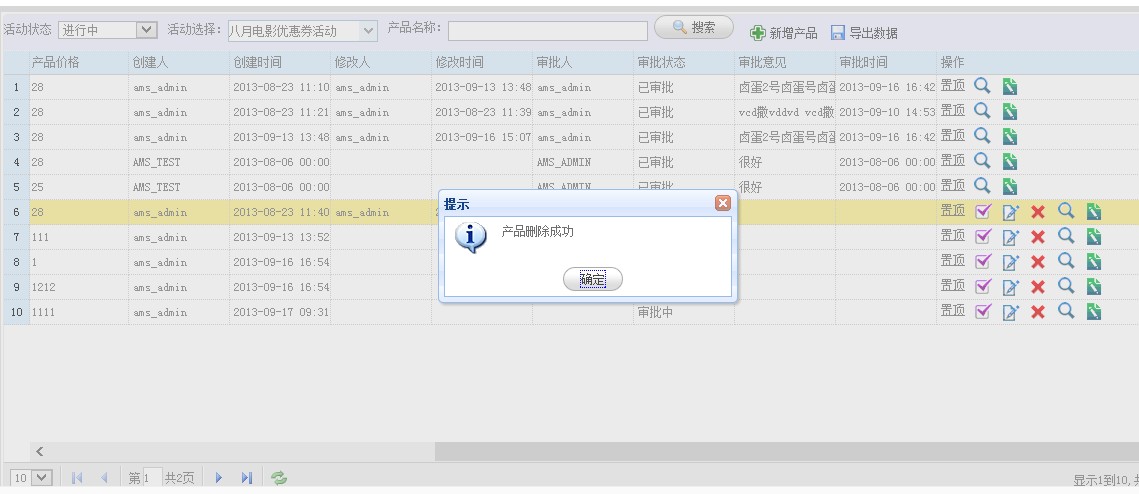 活动状态 进行中 活动选择： 八月电影优惠券活动 产品名称： 搜索 新增产品 导出数据
产品价格 创建人 创建时间 修改人 修改时间 审批人 审批状态 审批意见 审批时间 操作
1 28 ams_admin 2013-08-23 11:10 ams_admin 2013-09-13 13:48 ams_admin 已审批 卤蛋2号卤蛋号卤蛋 2013-09-16 16:42 置顶
2 28 ams_admin 2013-08-23 11:21 ams_admin 2013-08-23 11:39 ams_admin 已审批 vcd撒vddvd vcd撒 2013-09-10 14:53 置顶
3 28 ams_admin 2013-09-13 13:48 ams_admin 2013-09-16 15:07 ams_admin 已审批 卤蛋2号卤蛋号卤蛋 2013-09-16 16:42 置顶
4 28 AMS_TEST 2013-08-06 00:00 AMS_ADMIN 已审批 很好 2013-08-06 00:00 置顶
5 25 AMS_TEST 2013-08-06 00:00 AMS_ADMIN 已审批 很好 2013-08-06 00:00 置顶
6 28 ams_admin 2013-08-23 11:40 ams_admin 置顶
7 111 ams_admin 2013-09-13 13:52 置顶
8 1 ams_admin 2013-09-16 16:54 置顶
9 1212 ams_admin 2013-09-16 16:54 置顶
10 1111 ams_admin 2013-09-17 09:31 审批中 置顶
提示
产品删除成功
确定
10 第 1 共2页 显示1到10,